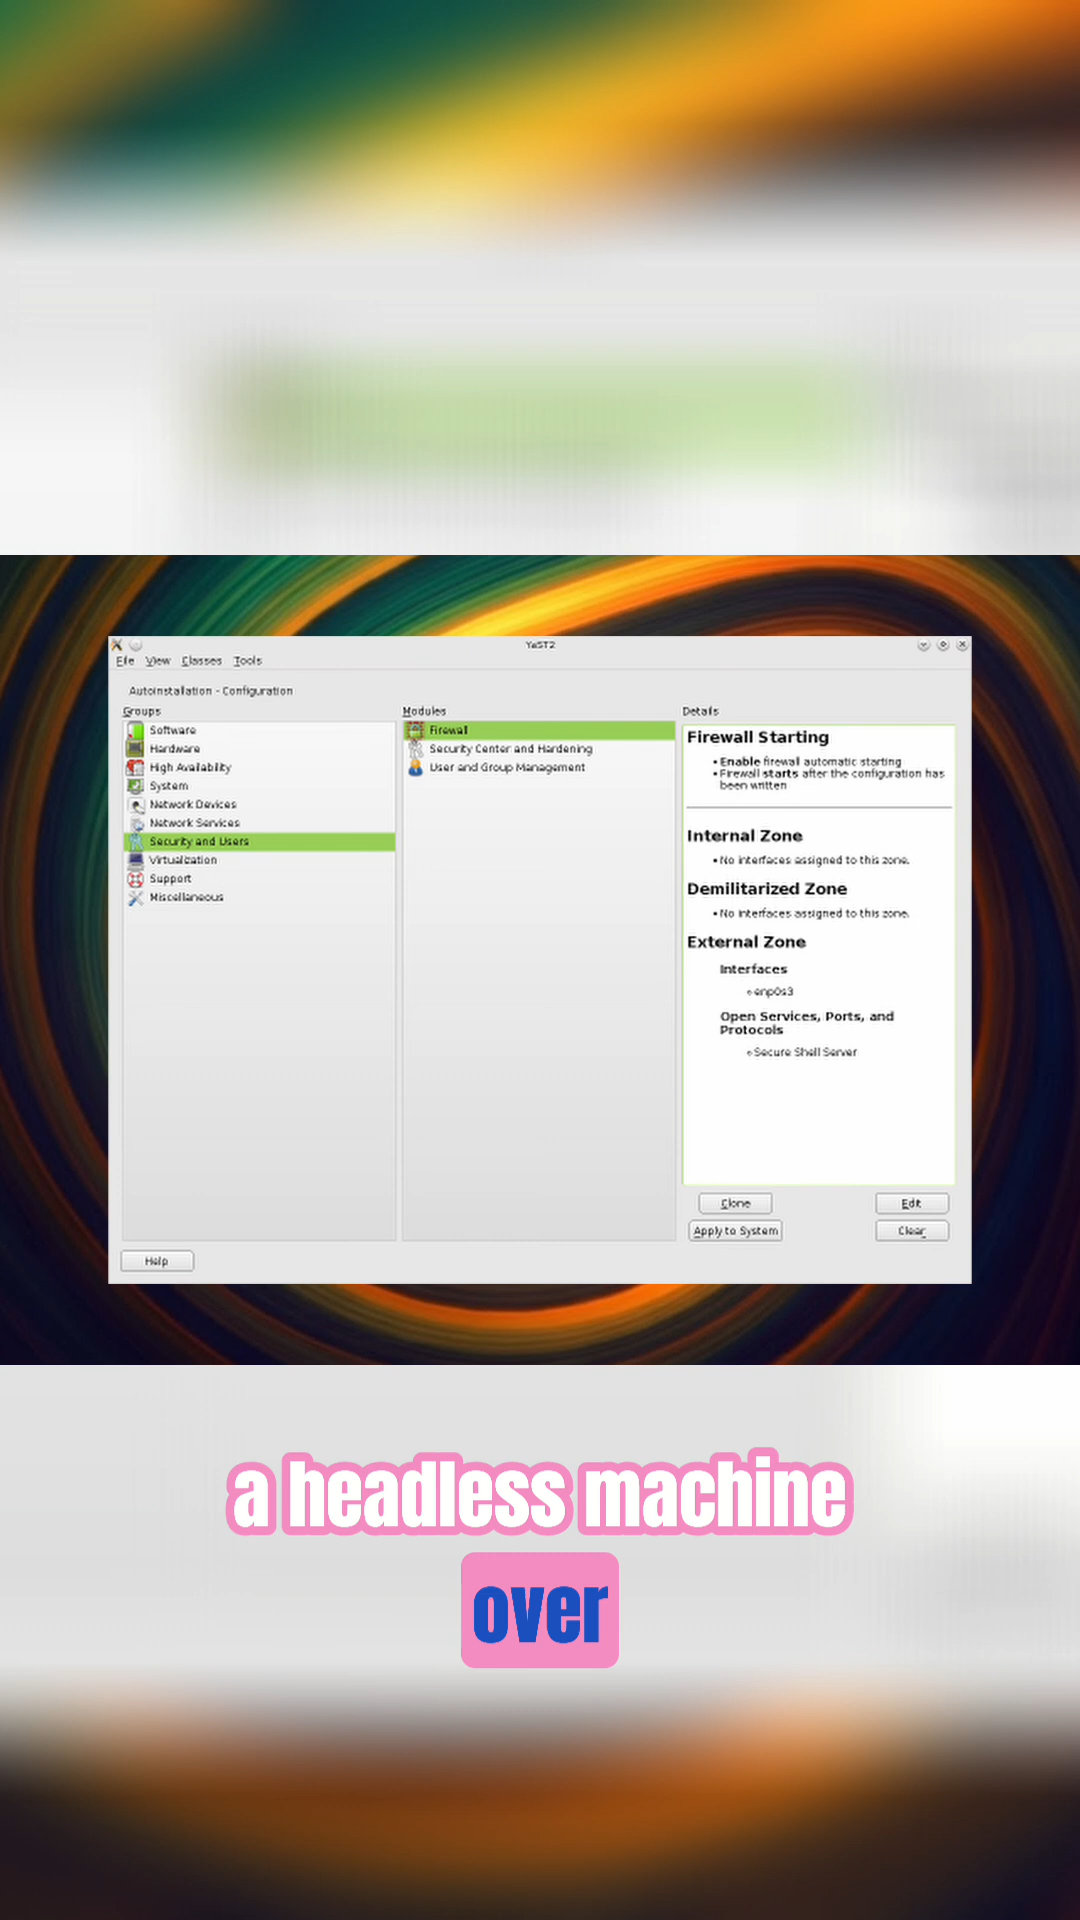 YaST2
File View Classes Tools
Autoinstallation - Configuration
Groups
Software
Hardware
High Availability
System
Network Devices
Network Services
Security and Users
Virtualization
Support
Miscellaneous
Modules
Firewall
Security Center and Hardening
User and Group Management
Details
Firewall Starting
• Enable firewall automatic starting
• Firewall starts after the configuration has
been written
Internal Zone
• No interfaces assigned to this zone.
Demilitarized Zone
• No interfaces assigned to this zone.
External Zone
Interfaces
enp0s3
Open Services, Ports, and
Protocols
Secure Shell Server
Clone
Edit
Apply to System
Clear
Help
a headless machine
over